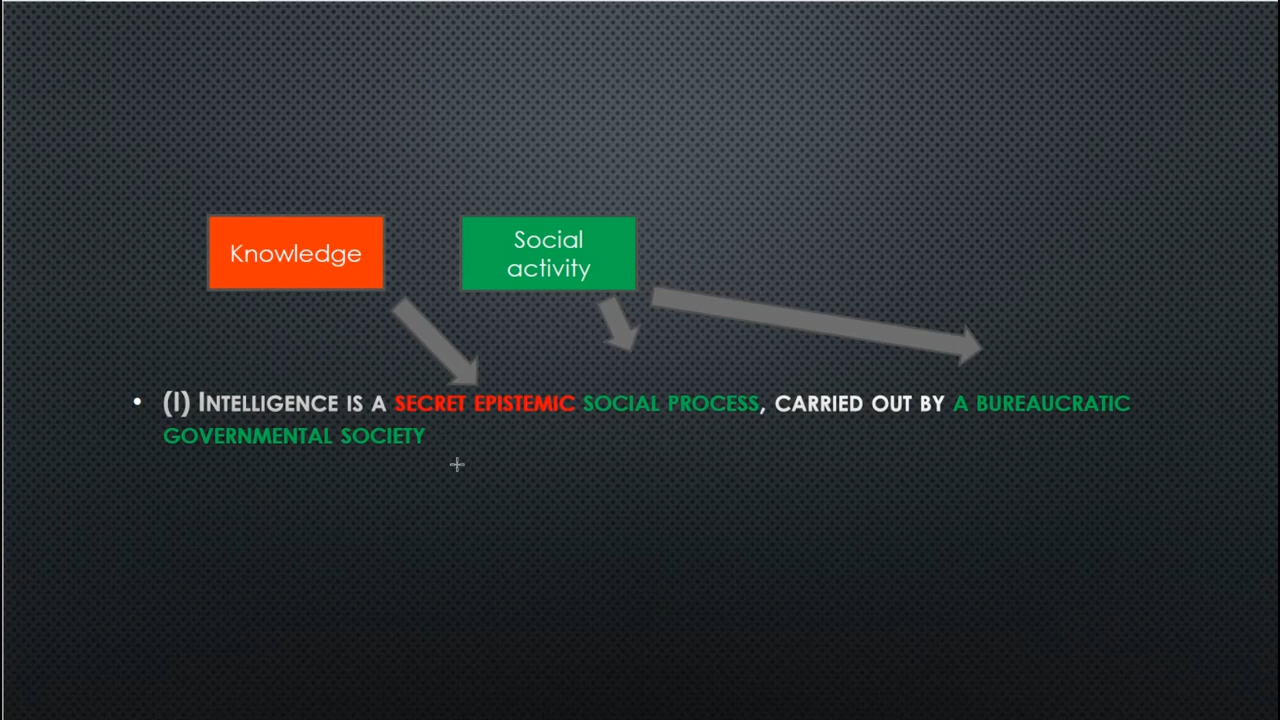 Knowledge
Social
activity
• (I) INTELLIGENCE IS A SECRET EPISTEMIC SOCIAL PROCESS, CARRIED OUT BY A BUREAUCRATIC
GOVERNMENTAL SOCIETY